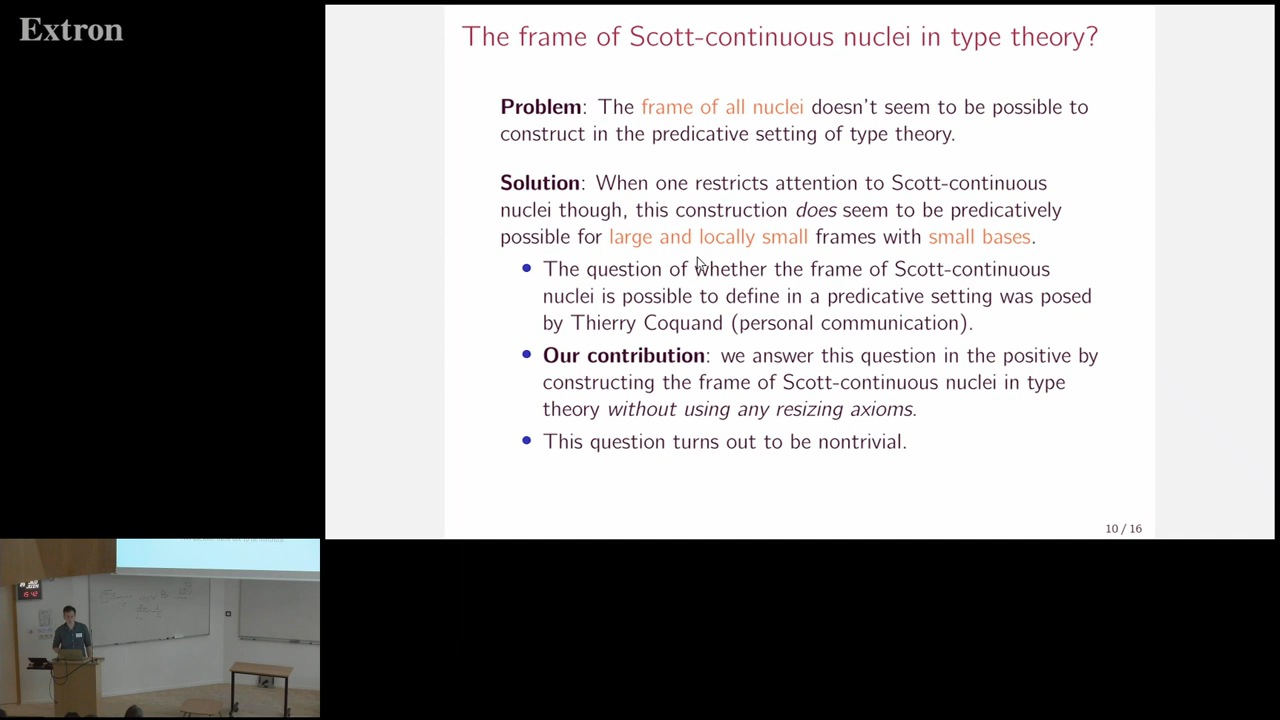 Extron
The frame of Scott-continuous nuclei in type theory?
Problem: The frame of all nuclei doesn't seem to be possible to
construct in the predicative setting of type theory.
Solution: When one restricts attention to Scott-continuous
nuclei though, this construction does seem to be predicatively
possible for large and locally small frames with small bases.
• The question of whether the frame of Scott-continuous
nuclei is possible to define in a predicative setting was posed
by Thierry Coquand (personal communication).
• Our contribution: we answer this question in the positive by
constructing the frame of Scott-continuous nuclei in type
theory without using any resizing axioms.
• This question turns out to be nontrivial.
10 / 16
15:42